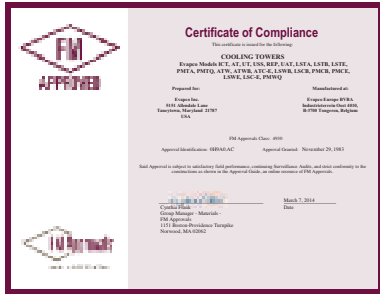 FM
APPROVED
Certificate of Compliance
This certificate is issued for the following:
COOLING TOWERS
Evapco Models ICT, AT, UT, USS, REP, UAT, LSTA, LSTB, LSTE,
PMTA, PMTQ, ATW, ATWB, ATC-E, LSWB, LSCB, PMCB, PMCE,
LSWE, LSC-E, PMWQ
Prepared for:
Manufactured at:
Evapco Inc.
5151 Allendale Lane
Taneytown, Maryland 21787
USA
Evapco Europe BVBA
Industrieterrein Oost 4010,
B-3700 Tongeren, Belgium
FM Approvals Class: 4930
Approval Identification: 0H9A0.AC
Approval Granted: November 29, 1983
Said Approval is subject to satisfactory field performance, continuing Surveillance Audits, and strict conformity to the
constructions as shown in the Approval Guide, an online resource of FM Approvals.
Cynthia Frank
Group Manager - Materials -
FM Approvals
1151 Boston-Providence Turnpike
Norwood, MA 02062
March 7, 2014
Date
FM Approvals